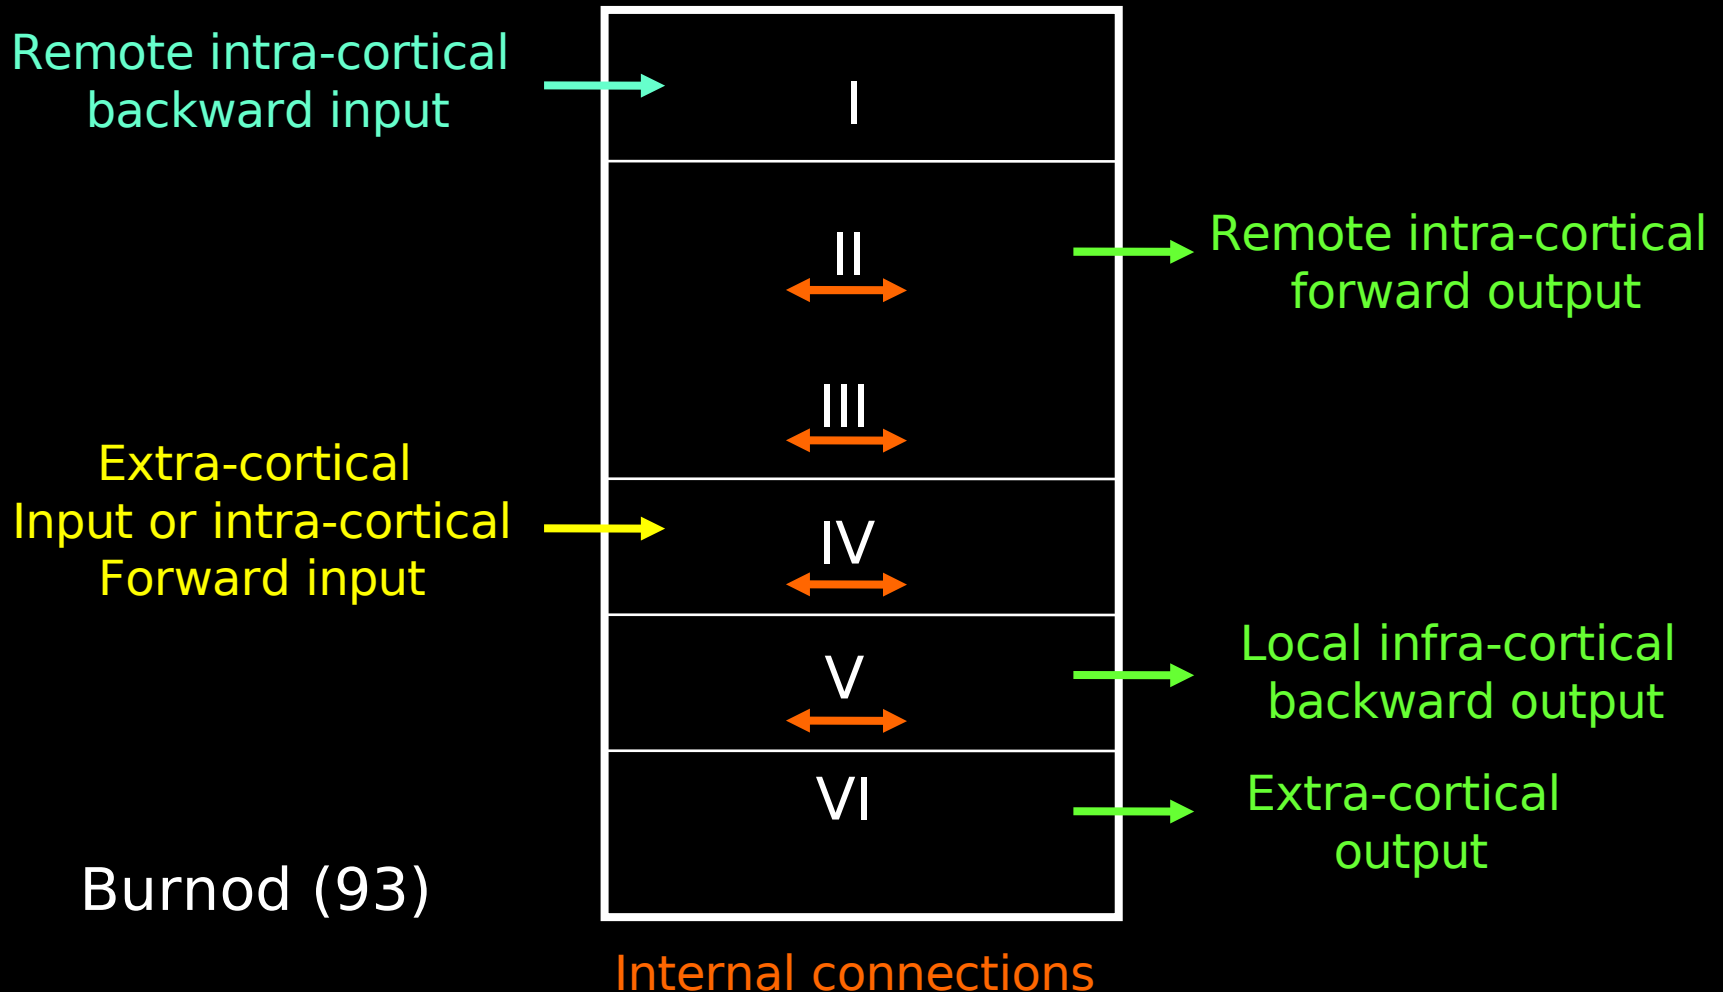 Remote intra-cortical
backward input
I
II
Remote intra-cortical
forward output
III
Extra-cortical
Input or intra-cortical
Forward input
IV
V
Local infra-cortical
backward output
VI
Extra-cortical
output
Burnod (93)
Internal connections